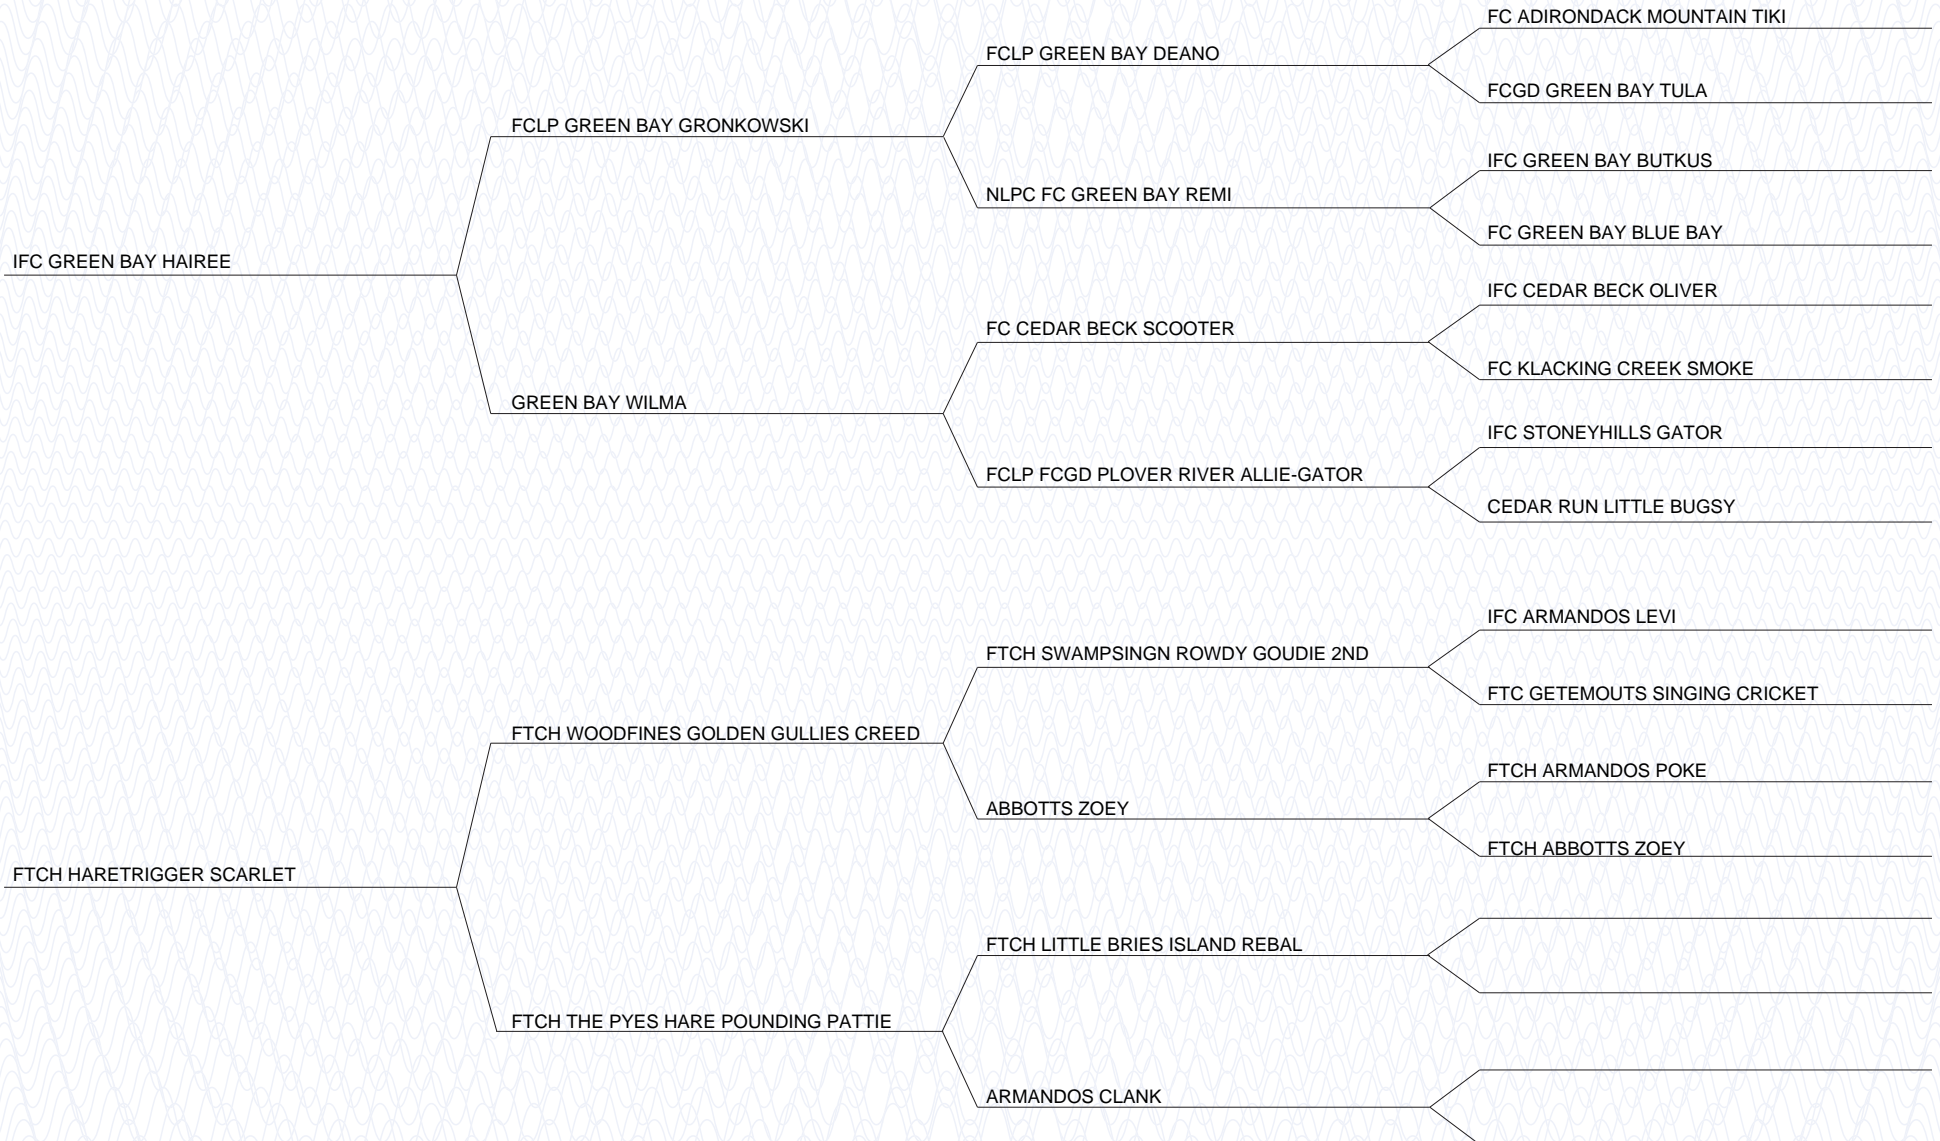 FC ADIRONDACK MOUNTAIN TIKI
FCLP GREEN BAY DEANO
FCGD GREEN BAY TULA
FCLP GREEN BAY GRONKOWSKI
IFC GREEN BAY BUTKUS
NLPC FC GREEN BAY REMI
FC GREEN BAY BLUE BAY
IFC GREEN BAY HAIREE
IFC CEDAR BECK OLIVER
FC CEDAR BECK SCOOTER
FC KLACKING CREEK SMOKE
GREEN BAY WILMA
IFC STONEYHILLS GATOR
FCLP FCGD PLOVER RIVER ALLIE-GATOR
CEDAR RUN LITTLE BUGSY
IFC ARMANDOS LEVI
FTCH SWAMPSINGN ROWDY GOUDIE 2ND
FTC GETEMOUTS SINGING CRICKET
FTCH WOODFINES GOLDEN GULLIES CREED
FTCH ARMANDOS POKE
ABBOTTS ZOEY
FTCH ABBOTTS ZOEY
FTCH HARETRIGGER SCARLET
FTCH LITTLE BRIES ISLAND REBAL
FTCH THE PYES HARE POUNDING PATTIE
ARMANDOS CLANK